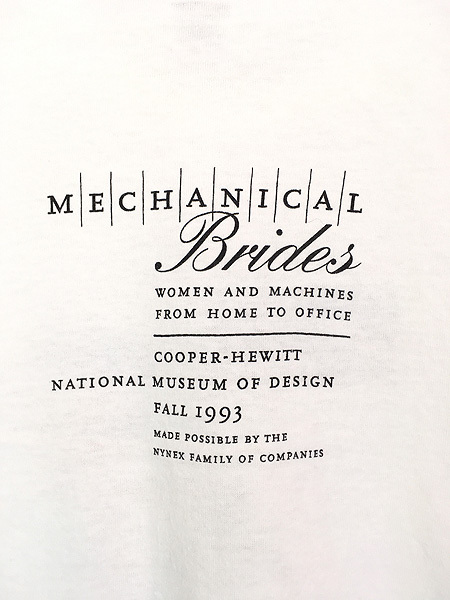 MECHANICAL
Brides
WOMEN AND MACHINES
FROM HOME TO OFFICE
COOPER-HEWITT
NATIONAL MUSEUM OF DESIGN
FALL 1993
MADE POSSIBLE BY THE
NYNEX FAMILY OF COMPANIES